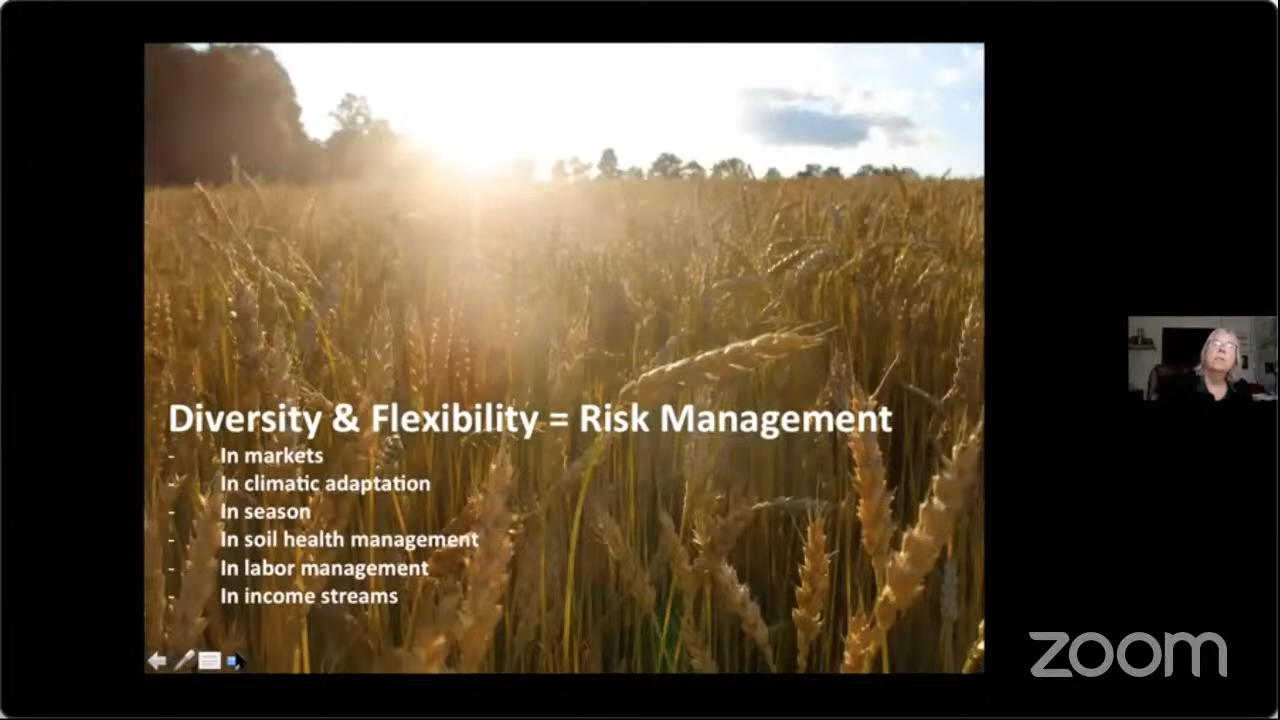 Diversity & Flexibility = Risk Management
- In markets
- In climatic adaptation
- In season
- In soil health management
- In labor management
- In income streams
zoom